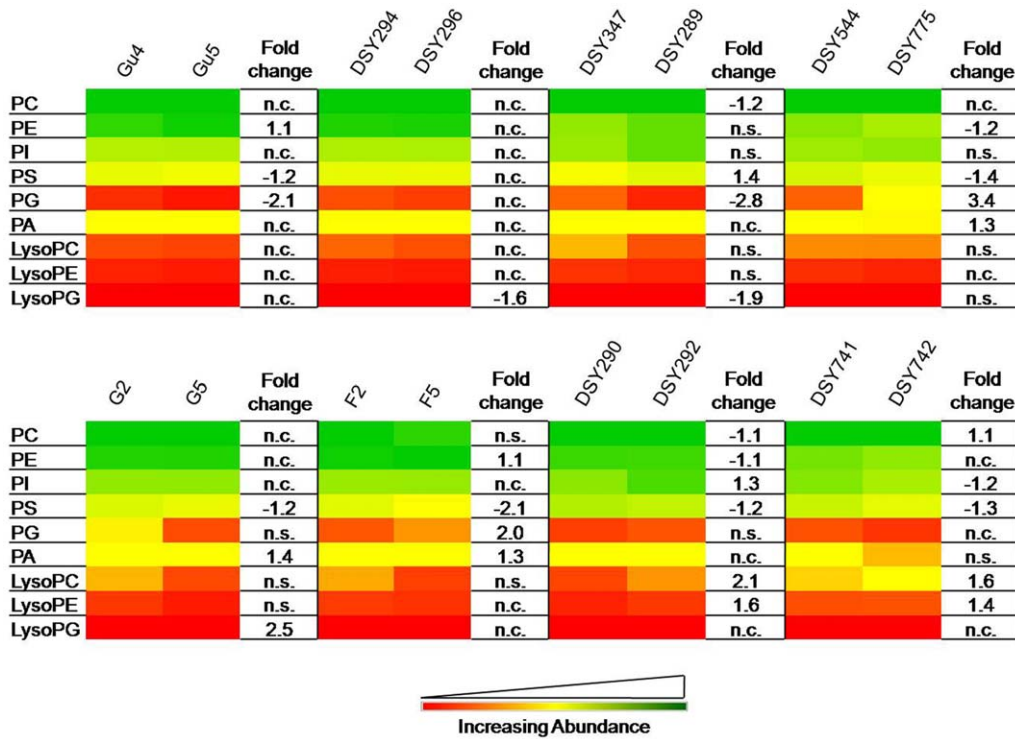 Gu4 Gu5 Fold change DSY294 DSY296 Fold change DSY347 DSY289 Fold change DSY544 DSY775 Fold change
PC n.c. n.c. -1.2 n.c.
PE 1.1 n.c. n.s. -1.2
PI n.c. n.c. n.s. n.s.
PS -1.2 n.c. 1.4 -1.4
PG -2.1 n.c. -2.8 3.4
PA n.c. n.c. n.c. 1.3
LysoPC n.c. n.c. n.s. n.s.
LysoPE n.c. n.c. n.s. n.c.
LysoPG n.c. -1.6 -1.9 n.s.
G2 G5 Fold change F2 F5 Fold change DSY290 DSY292 Fold change DSY741 DSY742 Fold change
PC n.c. n.s. -1.1 1.1
PE n.c. 1.1 -1.1 n.c.
PI n.c. n.c. 1.3 -1.2
PS -1.2 -2.1 -1.2 -1.3
PG n.s. 2.0 n.s. n.c.
PA 1.4 1.3 n.c. n.s.
LysoPC n.s. n.s. 2.1 1.6
LysoPE n.s. n.c. 1.6 1.4
LysoPG 2.5 n.c. n.c. n.c.
Increasing Abundance